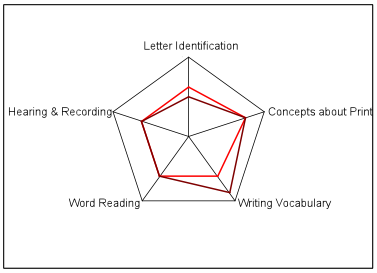 Letter Identification
Hearing & Recording
Concepts about Print
Word Reading
Writing Vocabulary